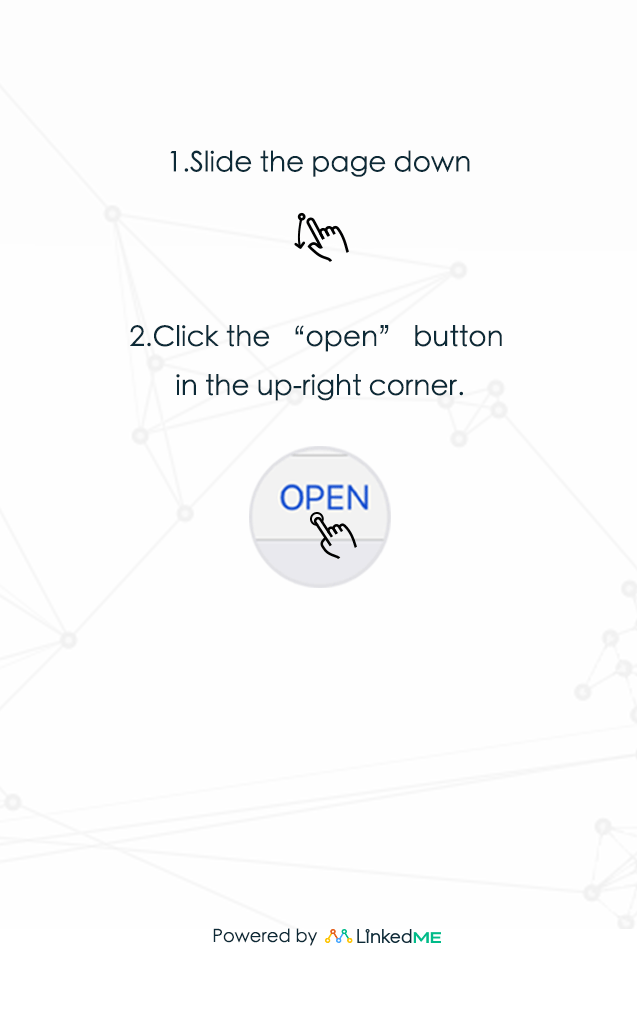 1.Slide the page down
2.Click the “open” button
in the up-right corner.
OPEN
Powered by LinkedME